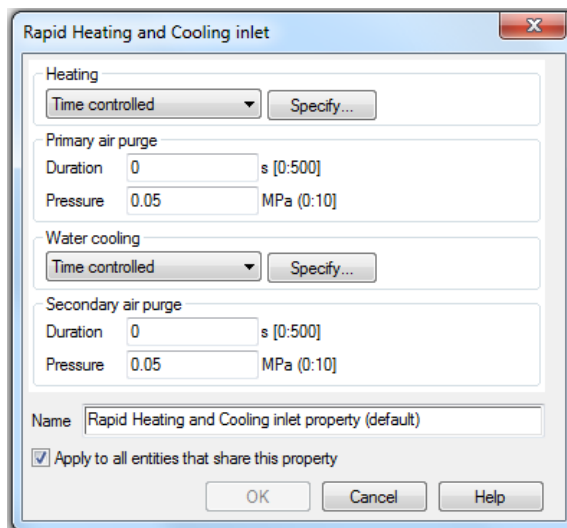 Rapid Heating and Cooling inlet
Heating
Time controlled Specify...
Primary air purge
Duration 0 s [0:500]
Pressure 0.05 MPa (0:10]
Water cooling
Time controlled Specify...
Secondary air purge
Duration 0 s [0:500]
Pressure 0.05 MPa (0:10]
Name Rapid Heating and Cooling inlet property (default)
Apply to all entities that share this property
OK Cancel Help